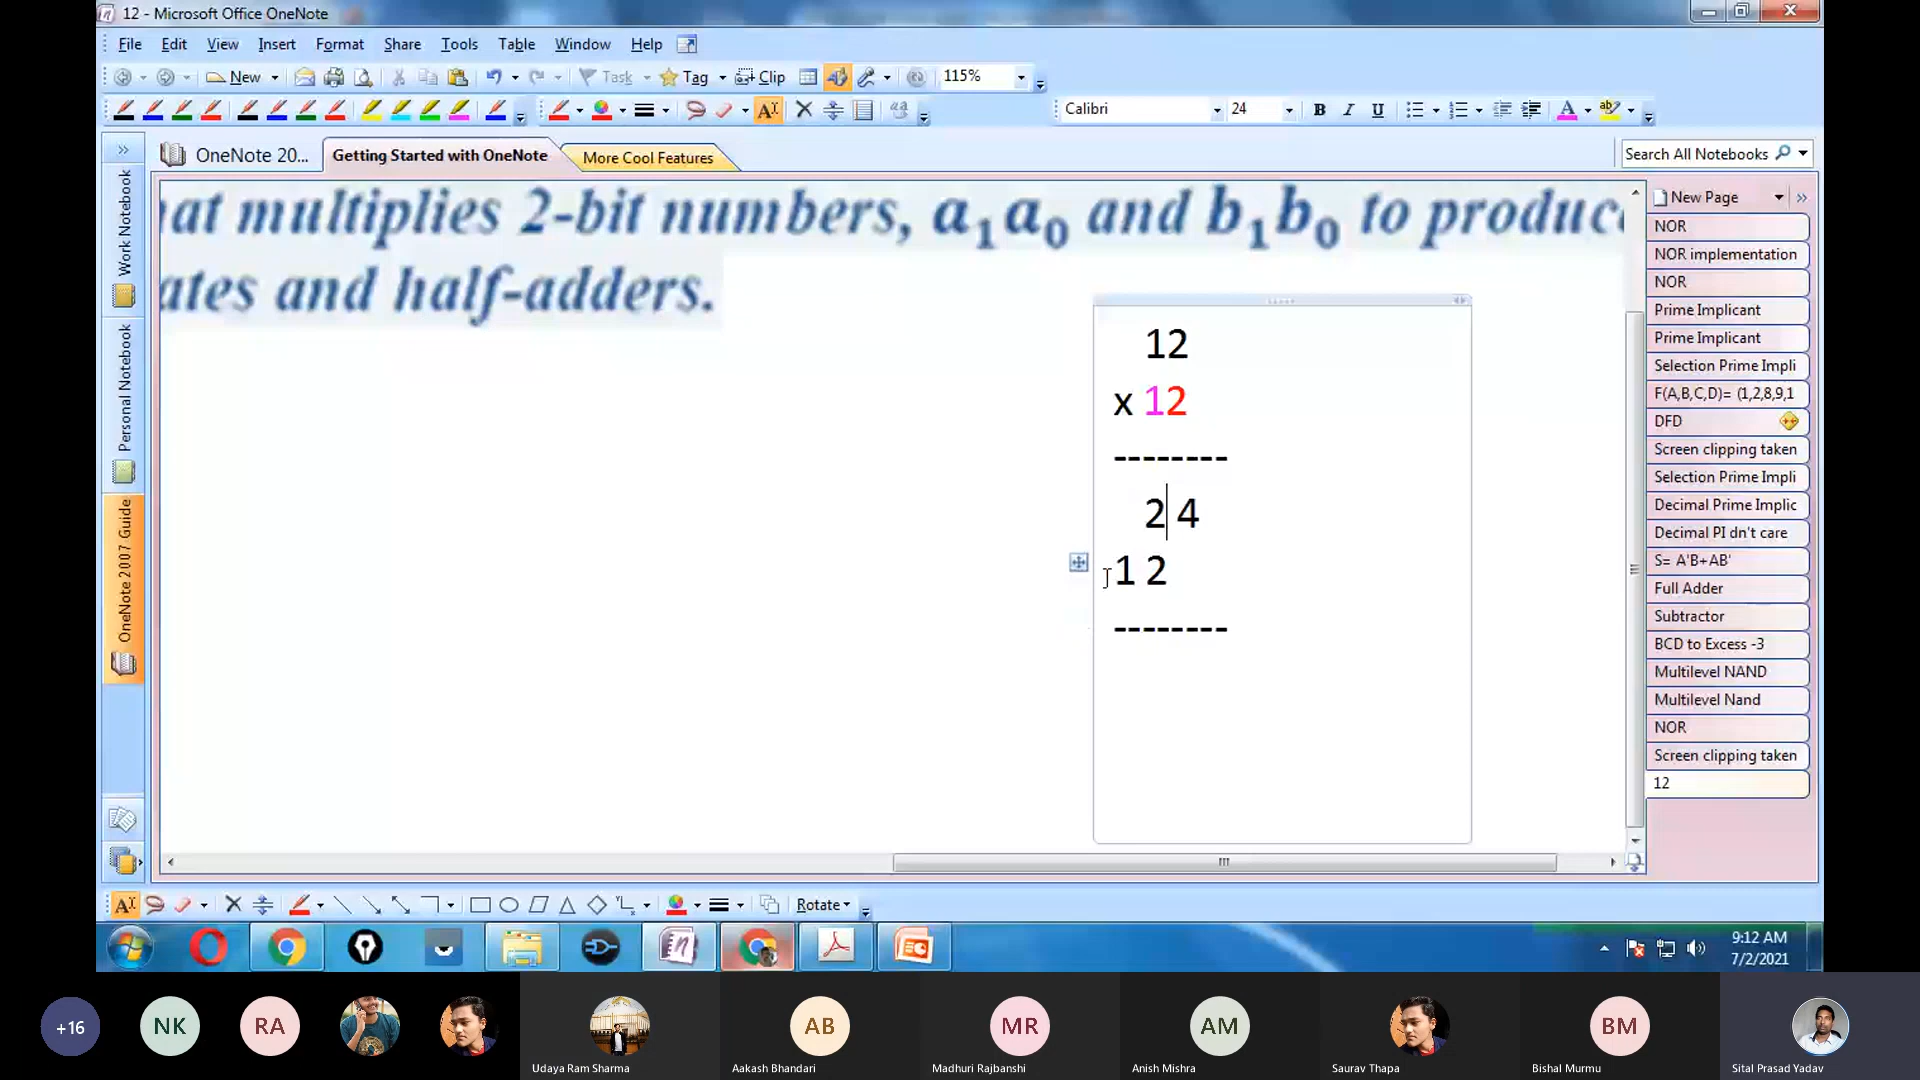 12 - Microsoft Office OneNote
File Edit View Insert Format Share Tools Table Window Help
New Task Tag Clip 115%
Calibri 24 B I U
OneNote 20... Getting Started with OneNote More Cool Features Search All Notebooks
Work Notebook
Personal Notebook
OneNote 2007 Guide
multiplies 2-bit numbers, a₁a₀ and b₁b₀ to produc
and half-adders.
12
x 12
--------
2 4
1 2
--------
New Page
NOR
NOR implementation
NOR
Prime Implicant
Prime Implicant
Selection Prime Impli
F(A,B,C,D)= (1,2,8,9,1
DFD
Screen clipping taken
Selection Prime Impli
Decimal Prime Implic
Decimal PI dn't care
S= A'B+AB'
Full Adder
Subtractor
BCD to Excess -3
Multilevel NAND
Multilevel Nand
NOR
Screen clipping taken
12
Rotate
9:12 AM
7/2/2021
+16 NK RA AB MR AM BM
Udaya Ram Sharma Aakash Bhandari Madhuri Rajbanshi Anish Mishra Saurav Thapa Bishal Murmu Sital Prasad Yadav